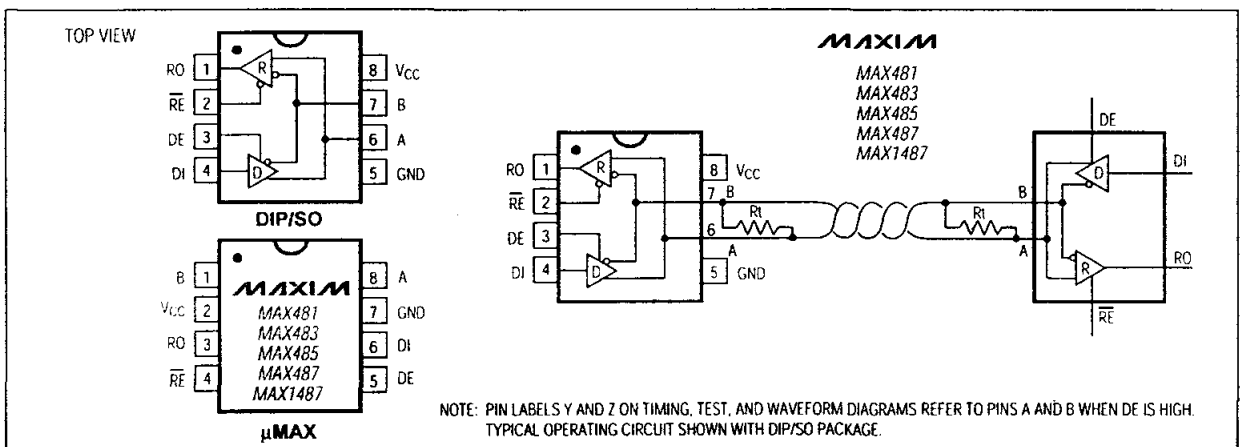 TOP VIEW
RO 1
RE 2
DE 3
DI 4
R
D
8 VCC
7 B
6 A
5 GND
DIP/SO
B 1
VCC 2
RO 3
RE 4
MAXIM
MAX481
MAX483
MAX485
MAX487
MAX1487
8 A
7 GND
6 DI
5 DE
µMAX
MAXIM
MAX481
MAX483
MAX485
MAX487
MAX1487
RO 1
RE 2
DE 3
DI 4
R
D
8 VCC
7 B
6
A
5 GND
Rt
Rt
B
A
DE
DI
D
R
RO
RE
NOTE: PIN LABELS Y AND Z ON TIMING, TEST, AND WAVEFORM DIAGRAMS REFER TO PINS A AND B WHEN DE IS HIGH.
TYPICAL OPERATING CIRCUIT SHOWN WITH DIP/SO PACKAGE.